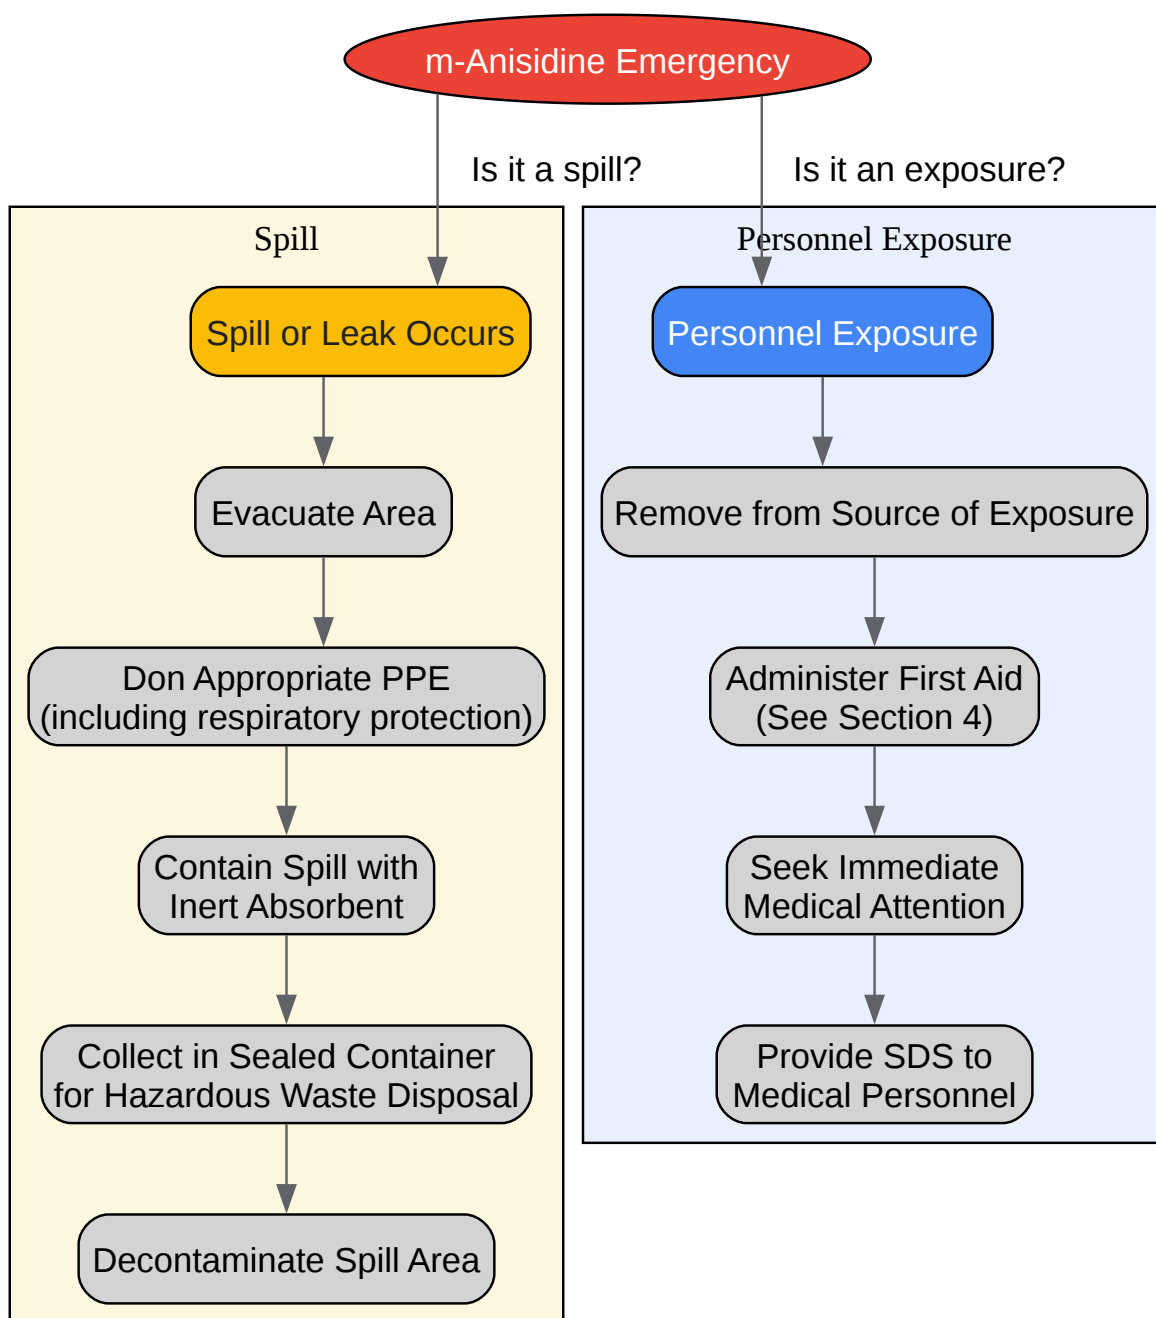 m-Anisidine Emergency
Is it a spill?
Is it an exposure?
Spill
Spill or Leak Occurs
Evacuate Area
Don Appropriate PPE
(including respiratory protection)
Contain Spill with
Inert Absorbent
Collect in Sealed Container
for Hazardous Waste Disposal
Decontaminate Spill Area
Personnel Exposure
Personnel Exposure
Remove from Source of Exposure
Administer First Aid
(See Section 4)
Seek Immediate
Medical Attention
Provide SDS to
Medical Personnel